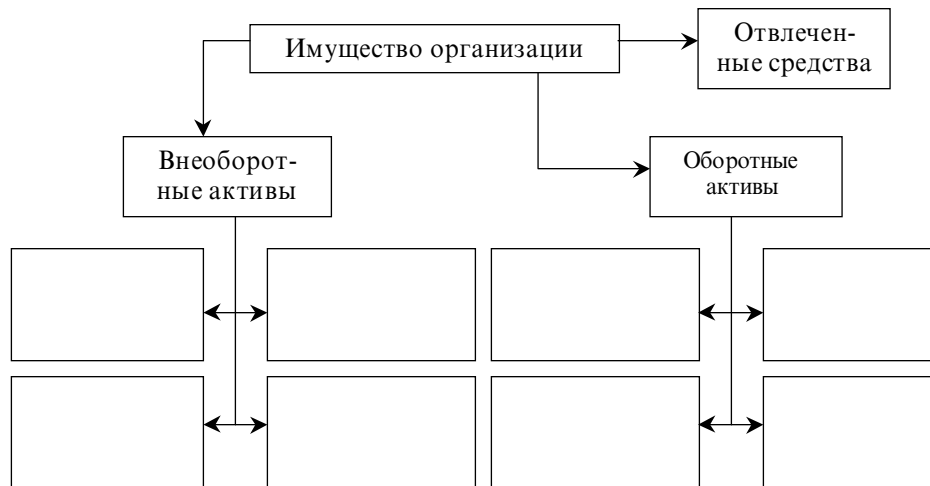 Имущество организации
Отвлечен-
ные средства
Внеоборот-
ные активы
Оборотные
активы